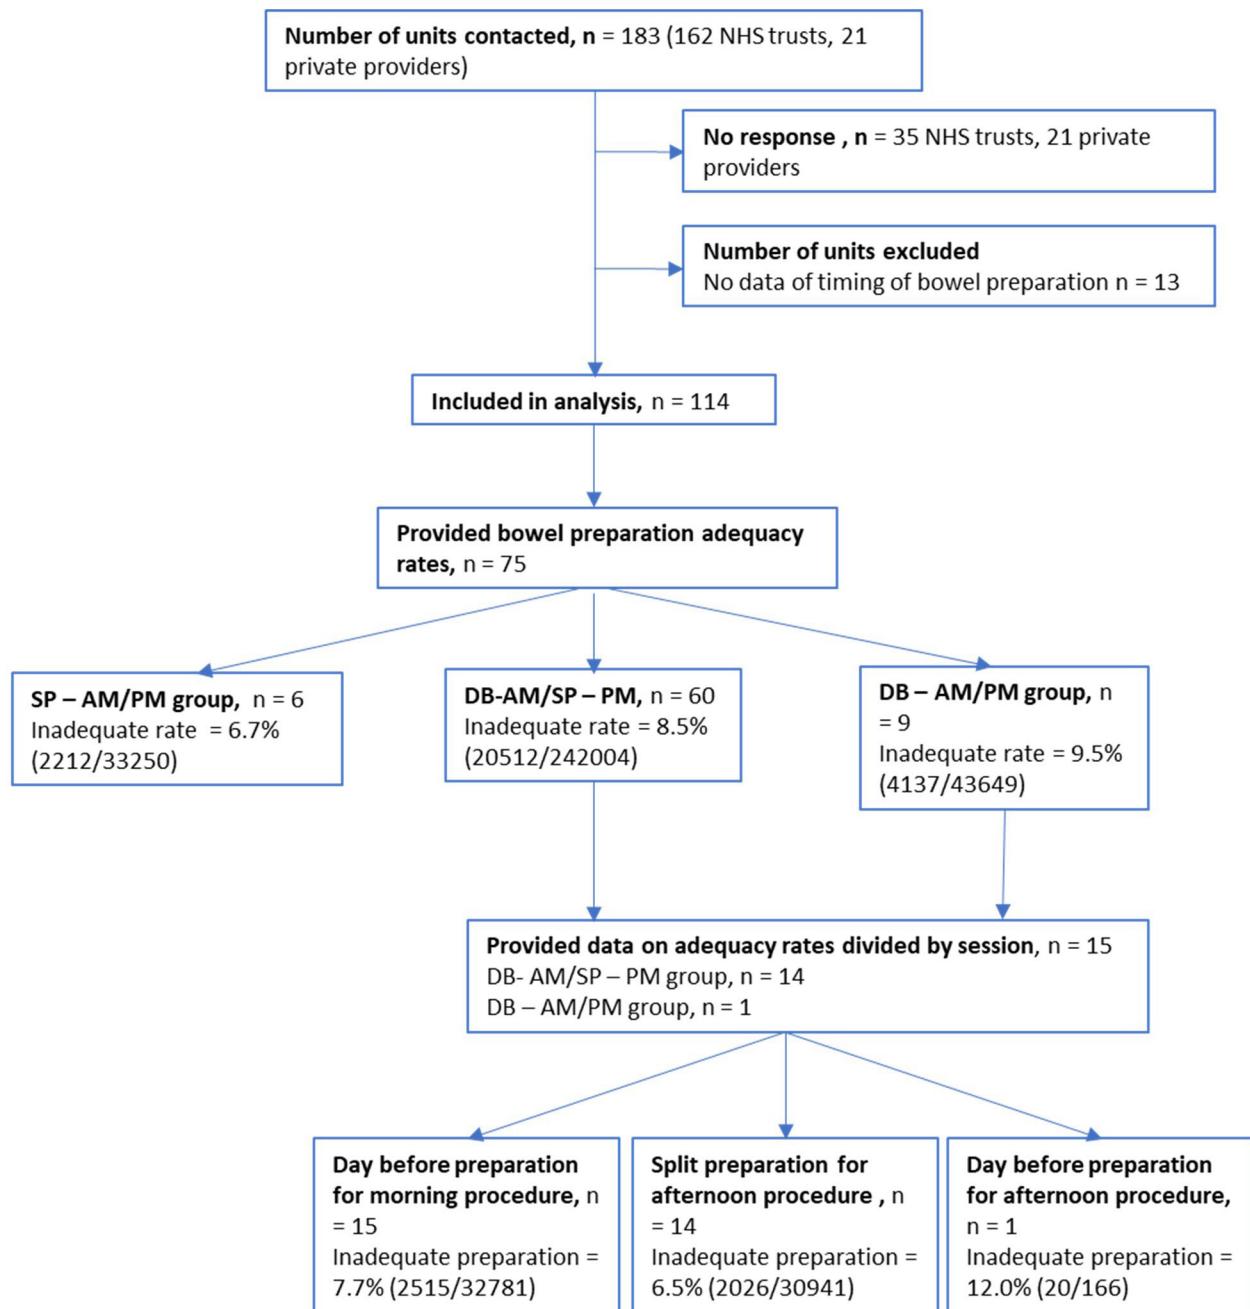 Number of units contacted, n = 183 (162 NHS trusts, 21
private providers)
No response , n = 35 NHS trusts, 21 private
providers
Number of units excluded
No data of timing of bowel preparation n = 13
Included in analysis, n = 114
Provided bowel preparation adequacy
rates, n = 75
SP – AM/PM group, n = 6
Inadequate rate = 6.7%
(2212/33250)
DB-AM/SP – PM, n = 60
Inadequate rate = 8.5%
(20512/242004)
DB – AM/PM group, n
= 9
Inadequate rate = 9.5%
(4137/43649)
Provided data on adequacy rates divided by session, n = 15
DB- AM/SP – PM group, n = 14
DB – AM/PM group, n = 1
Day before preparation
for morning procedure, n
= 15
Inadequate preparation =
7.7% (2515/32781)
Split preparation for
afternoon procedure , n
= 14
Inadequate preparation =
6.5% (2026/30941)
Day before preparation
for afternoon procedure,
n = 1
Inadequate preparation =
12.0% (20/166)